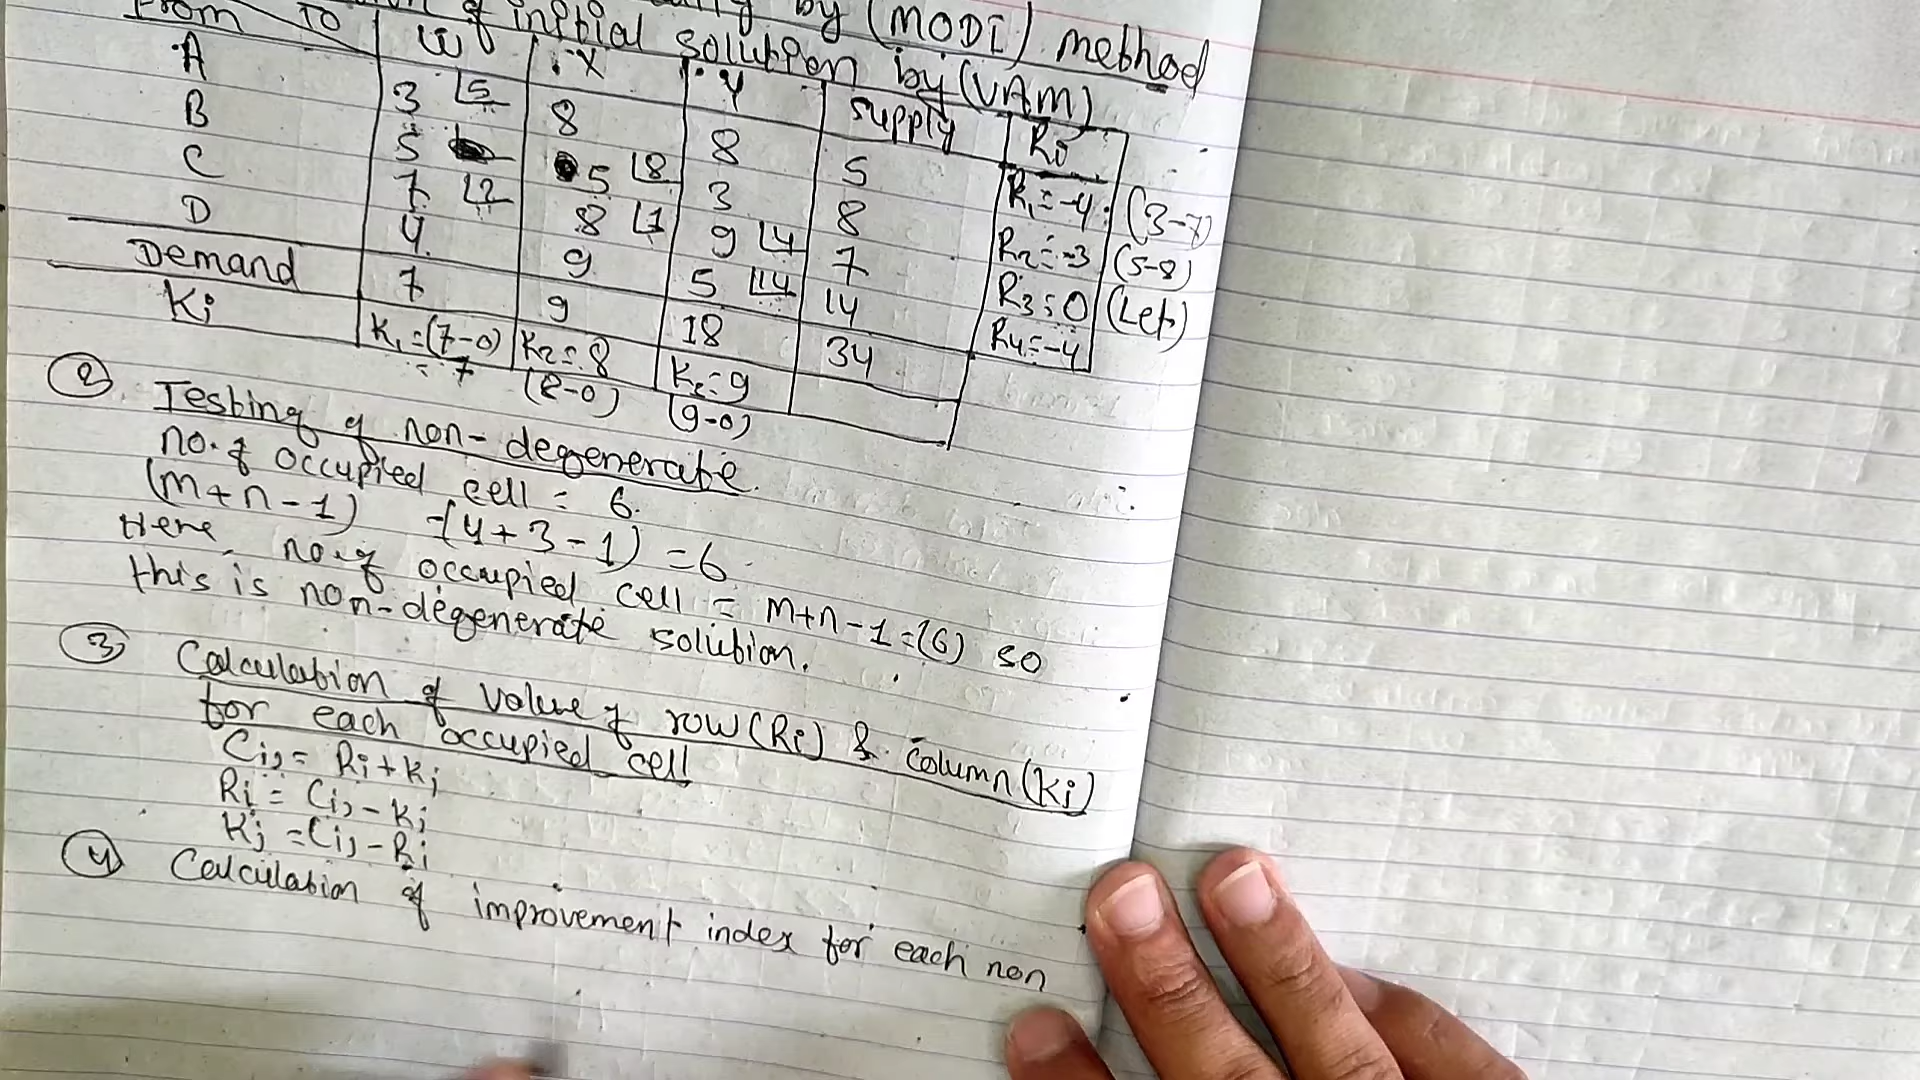 of initial solution by (VAM)
by (MODI) method
From To W X Y Supply Ri
A 3 5 8 8 5 R1=-4 (3-7)
B 5 5 8 3 8 R2=-3 (5-8)
C 7 2 8 1 9 4 7 R3=0 (Let)
D 4 9 5 14 14 R4=-4
Demand 7 9 18 34
Kj K1=(7-0) K2=8 K2=9
=7 (8-0) (9-0)
② Testing of non-degenerate.
no. of occupied cell = 6.
(m+n-1) =(4+3-1) =6
Here, no. of occupied cell = m+n-1=(6) so
this is non-degenerate solution.
③ Calculation of value of row (Ri) & column (Kj)
for each occupied cell
Cij = Ri+Kj
Ri = Cij-Kj
Kj =Cij-Ri
④ Calculation of improvement index for each non